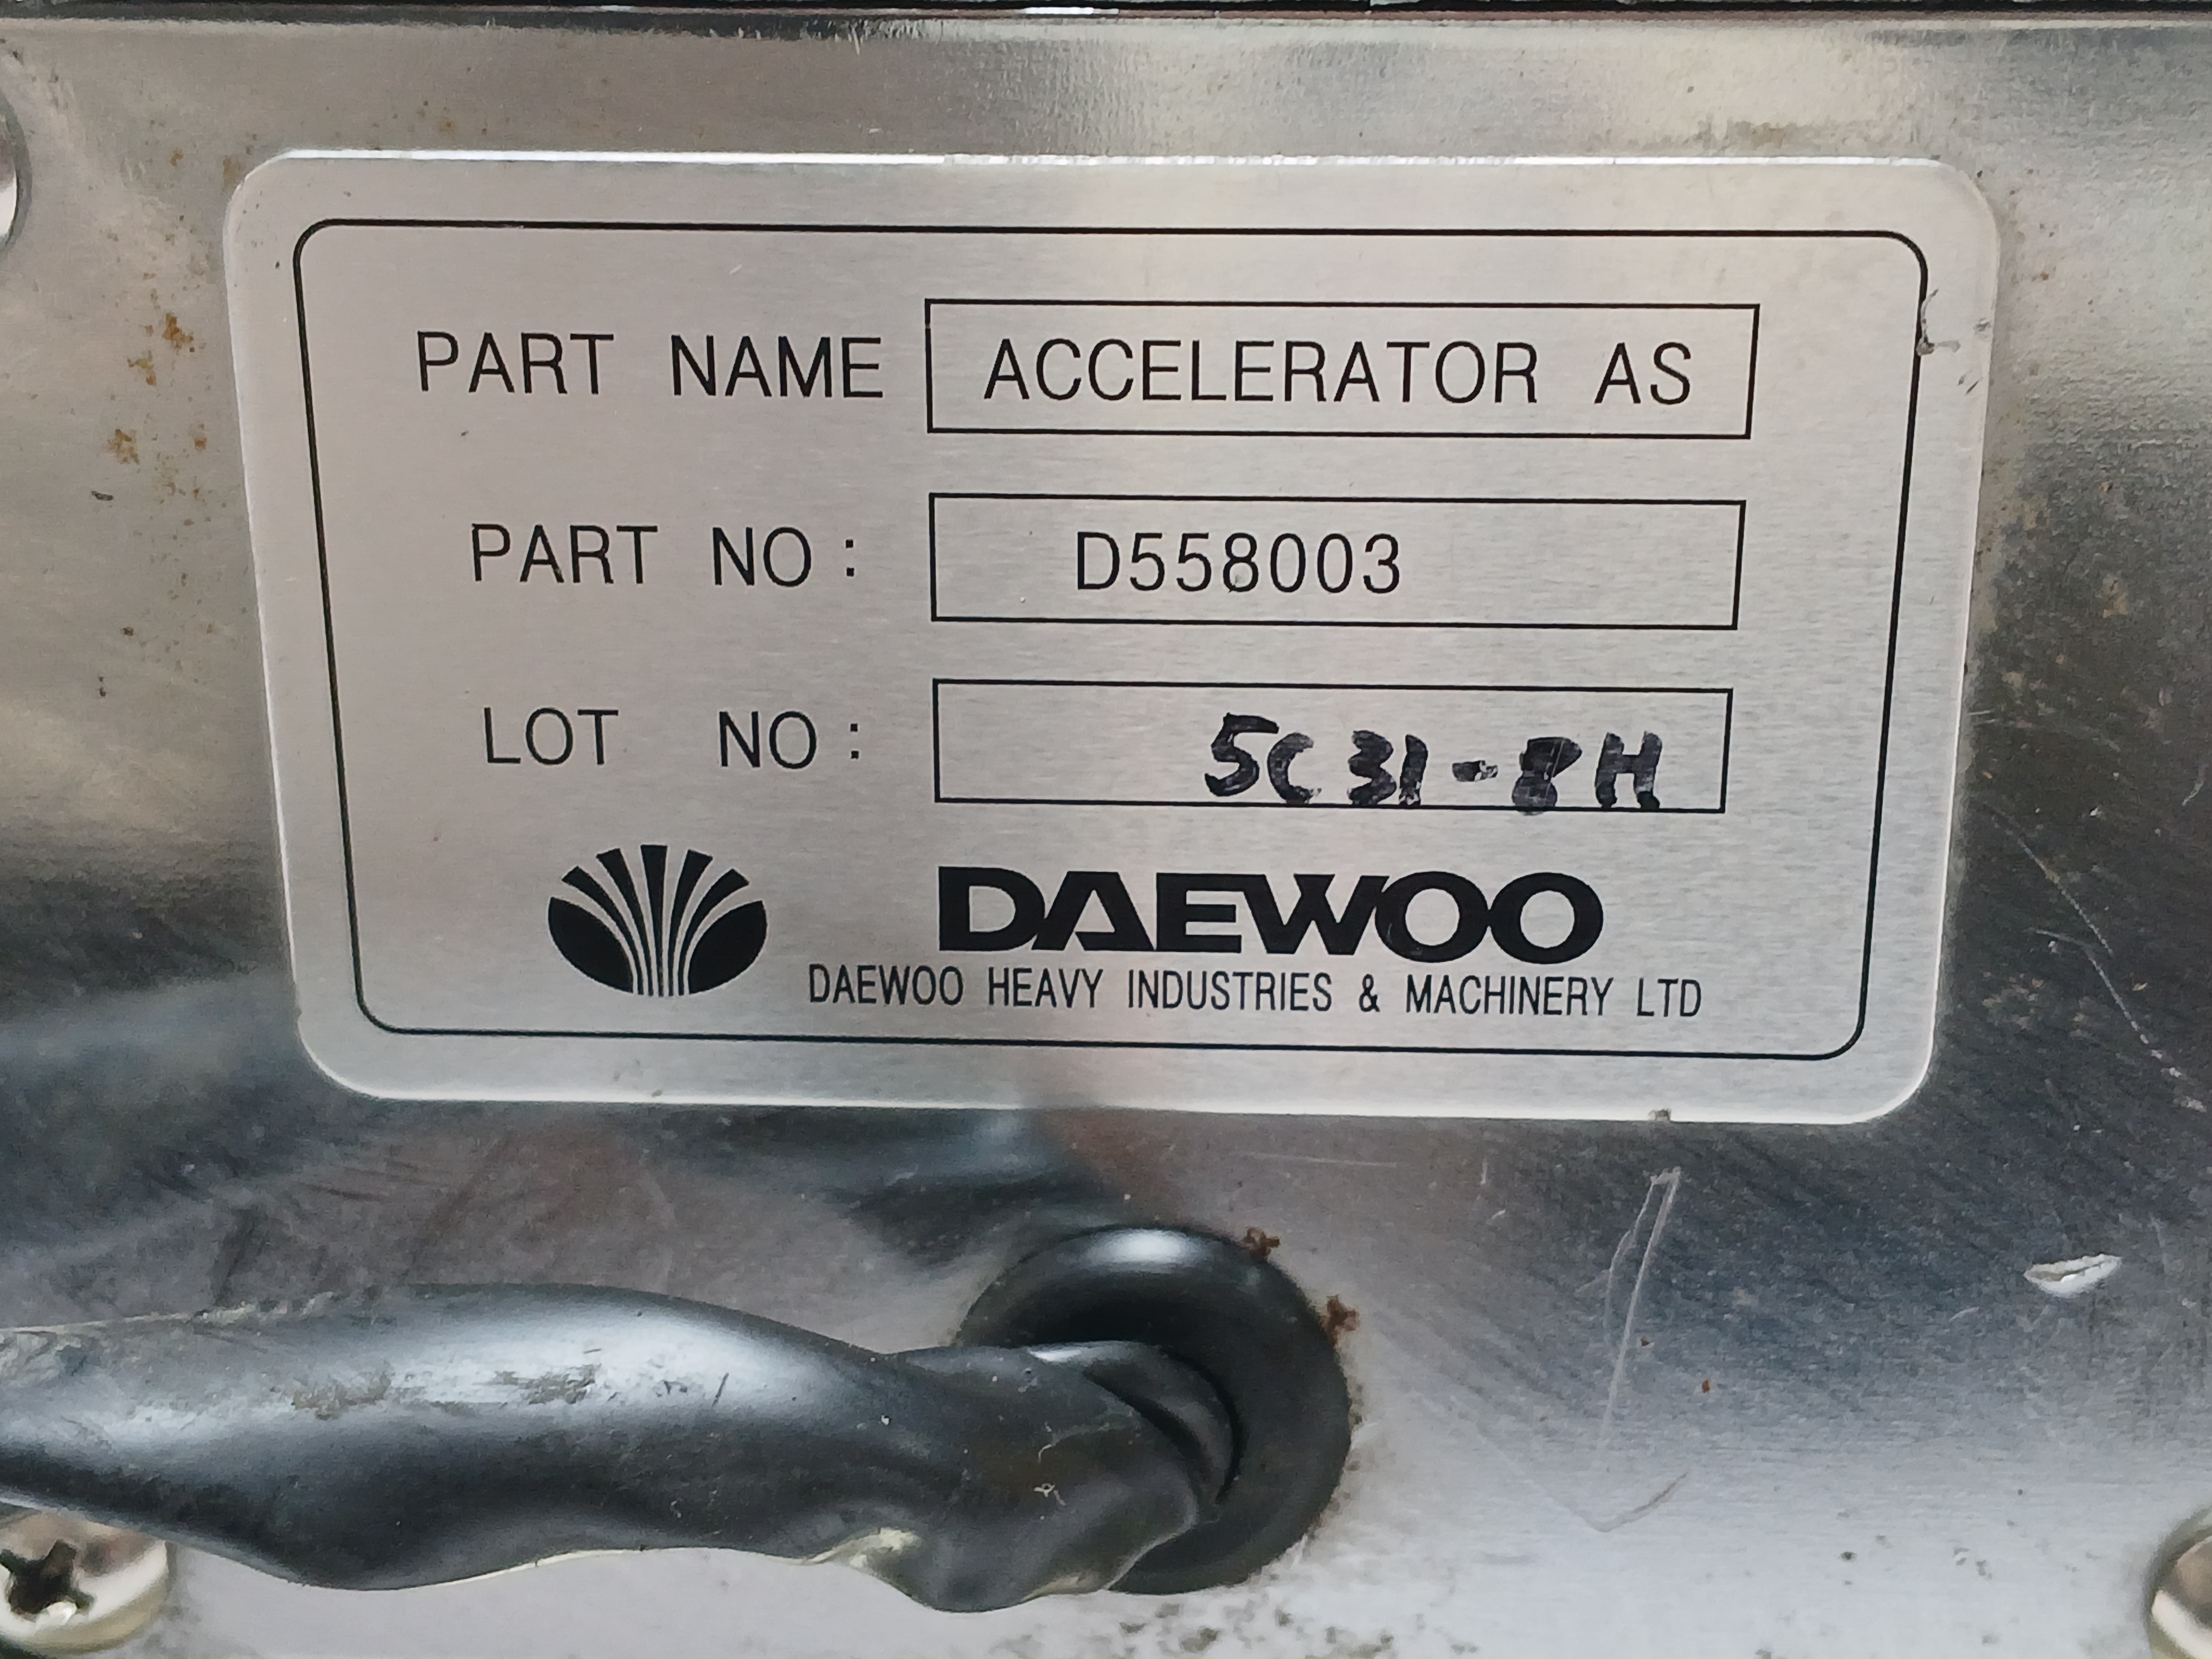 PART NAME ACCELERATOR AS
PART NO: D558003
LOT NO: 5C31-8H
DAEWOO
DAEWOO HEAVY INDUSTRIES & MACHINERY LTD